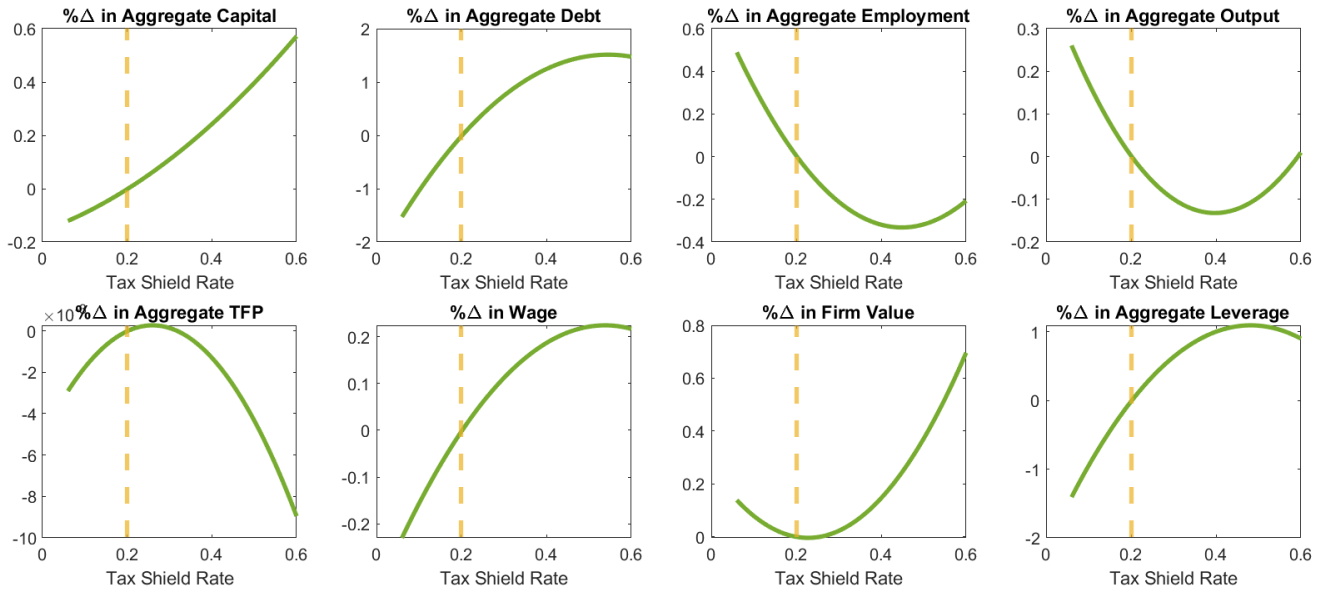 %Δ in Aggregate Capital
0.6
0.4
0.2
0
-0.2
0 0.2 0.4 0.6
Tax Shield Rate
%Δ in Aggregate Debt
2
1
0
-1
-2
0 0.2 0.4 0.6
Tax Shield Rate
%Δ in Aggregate Employment
0.6
0.4
0.2
0
-0.2
-0.4
0 0.2 0.4 0.6
Tax Shield Rate
%Δ in Aggregate Output
0.3
0.2
0.1
0
-0.1
-0.2
0 0.2 0.4 0.6
Tax Shield Rate
×10
%Δ in Aggregate TFP
0
-2
-4
-6
-8
-10
0 0.2 0.4 0.6
Tax Shield Rate
%Δ in Wage
0.2
0.1
0
-0.1
-0.2
0 0.2 0.4 0.6
Tax Shield Rate
%Δ in Firm Value
0.8
0.6
0.4
0.2
0
0 0.2 0.4 0.6
Tax Shield Rate
%Δ in Aggregate Leverage
1
0
-1
-2
0 0.2 0.4 0.6
Tax Shield Rate